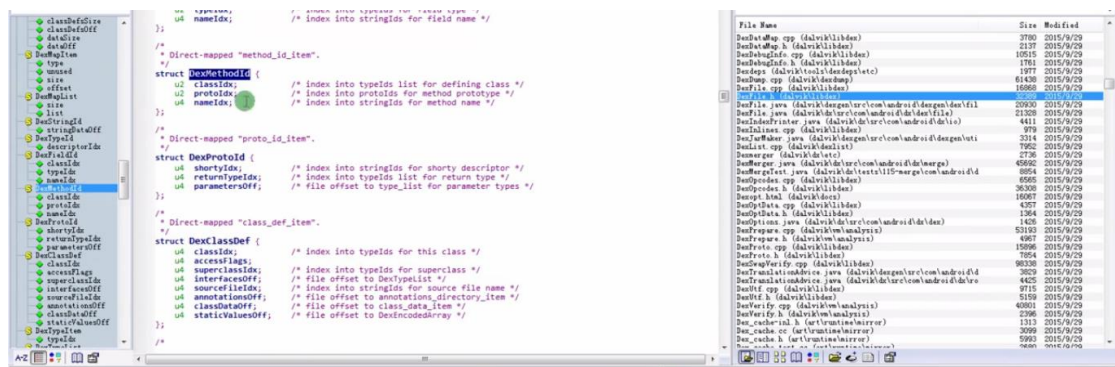 classDefsSize
classDefsOff
dataSize
dataOff
DexMapItem
type
unused
size
offset
DexMapList
size
list
DexStringId
stringDataOff
DexTypeId
descriptorIdx
DexFieldId
classIdx
typeIdx
nameIdx
DexMethodId
classIdx
protoIdx
nameIdx
DexProtoId
shortyIdx
returnTypeIdx
parametersOff
DexClassDef
classIdx
accessFlags
superclassIdx
interfacesOff
sourceFileIdx
annotationsOff
classDataOff
staticValuesOff
DexTypeItem
typeIdx
DexTypeList
A-Z
u2 typeIdx; /* index into typeIds for field type */
u4 nameIdx; /* index into stringIds for field name */
};
/*
* Direct-mapped "method_id_item".
*/
struct DexMethodId {
u2 classIdx; /* index into typeIds list for defining class */
u2 protoIdx; /* index into protoIds for method prototype */
u4 nameIdx; /* index into stringIds for method name */
};
/*
* Direct-mapped "proto_id_item".
*/
struct DexProtoId {
u4 shortyIdx; /* index into stringIds for shorty descriptor */
u4 returnTypeIdx; /* index into typeIds list for return type */
u4 parametersOff; /* file offset to type_list for parameter types */
};
/*
* Direct-mapped "class_def_item".
*/
struct DexClassDef {
u4 classIdx; /* index into typeIds for this class */
u4 accessFlags;
u4 superclassIdx; /* index into typeIds for superclass */
u4 interfacesOff; /* file offset to DexTypeList */
u4 sourceFileIdx; /* index into stringIds for source file name */
u4 annotationsOff; /* file offset to annotations_directory_item */
u4 classDataOff; /* file offset to class_data_item */
u4 staticValuesOff; /* file offset to DexEncodedArray */
};
/*
File Name Size Modified
DexDataMap.cpp (dalvik\libdex) 3780 2015/9/29
DexDataMap.h (dalvik\libdex) 2137 2015/9/29
DexDebugInfo.cpp (dalvik\libdex) 10515 2015/9/29
DexDebugInfo.h (dalvik\libdex) 1761 2015/9/29
Dexdeps (dalvik\tools\dexdeps\etc) 1977 2015/9/29
DexDump.cpp (dalvik\dexdump) 61438 2015/9/29
DexFile.cpp (dalvik\libdex) 16868 2015/9/29
DexFile.h (dalvik\libdex) 2015/9/29
DexFile.java (dalvik\dexgen\src\com\android\dexgen\dex\fil 20930 2015/9/29
DexFile.java (dalvik\dx\src\com\android\dx\dex\file) 21328 2015/9/29
DexIndexPrinter.java (dalvik\dx\src\com\android\dx\io) 4411 2015/9/29
DexInlines.cpp (dalvik\libdex) 979 2015/9/29
DexJarMaker.java (dalvik\dexgen\src\com\android\dexgen\uti 3314 2015/9/29
DexList.cpp (dalvik\dexlist) 7952 2015/9/29
Dexmerger (dalvik\dx\etc) 2736 2015/9/29
DexMerger.java (dalvik\dx\src\com\android\dx\merge) 45692 2015/9/29
DexMergeTest.java (dalvik\dx\tests\115-merge\com\android\d 8854 2015/9/29
DexOpcodes.cpp (dalvik\libdex) 6565 2015/9/29
DexOpcodes.h (dalvik\libdex) 36308 2015/9/29
Dexopt.html (dalvik\docs) 16067 2015/9/29
DexOptData.cpp (dalvik\libdex) 4357 2015/9/29
DexOptData.h (dalvik\libdex) 1364 2015/9/29
DexOptions.java (dalvik\dx\src\com\android\dx\dex) 1426 2015/9/29
DexPrepare.cpp (dalvik\vm\analysis) 53193 2015/9/29
DexPrepare.h (dalvik\vm\analysis) 4967 2015/9/29
DexProto.cpp (dalvik\libdex) 15896 2015/9/29
DexProto.h (dalvik\libdex) 7854 2015/9/29
DexSwapVerify.cpp (dalvik\libdex) 98338 2015/9/29
DexTranslationAdvice.java (dalvik\dexgen\src\com\android\d 3829 2015/9/29
DexTranslationAdvice.java (dalvik\dx\src\com\android\dx\ro 4425 2015/9/29
DexUtf.cpp (dalvik\libdex) 9715 2015/9/29
DexUtf.h (dalvik\libdex) 5159 2015/9/29
DexVerify.cpp (dalvik\vm\analysis) 40801 2015/9/29
DexVerify.h (dalvik\vm\analysis) 2396 2015/9/29
Dex_cache-inl.h (art\runtime\mirror) 1313 2015/9/29
Dex_cache.cc (art\runtime\mirror) 3099 2015/9/29
Dex_cache.h (art\runtime\mirror) 5993 2015/9/29
Dex_cache_test.cc (art\runtime\mirror) 2680 2015/9/29